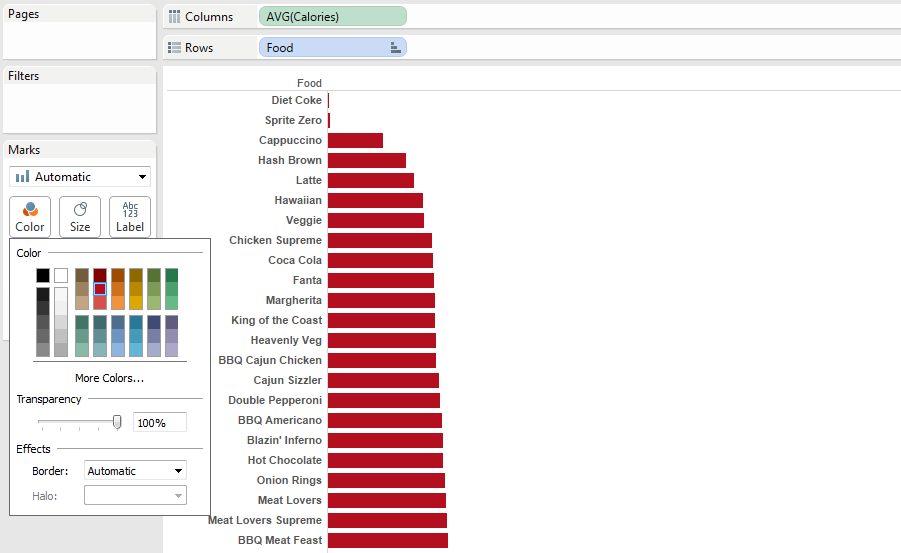 Pages
Columns AVG(Calories)
Rows Food
Filters
Marks
Automatic
Color Size Abc 123 Label
Color
More Colors...
Transparency
100%
Effects
Border: Automatic
Halo:
Food
Diet Coke
Sprite Zero
Cappuccino
Hash Brown
Latte
Hawaiian
Veggie
Chicken Supreme
Coca Cola
Fanta
Margherita
King of the Coast
Heavenly Veg
BBQ Cajun Chicken
Cajun Sizzler
Double Pepperoni
BBQ Americano
Blazin' Inferno
Hot Chocolate
Onion Rings
Meat Lovers
Meat Lovers Supreme
BBQ Meat Feast